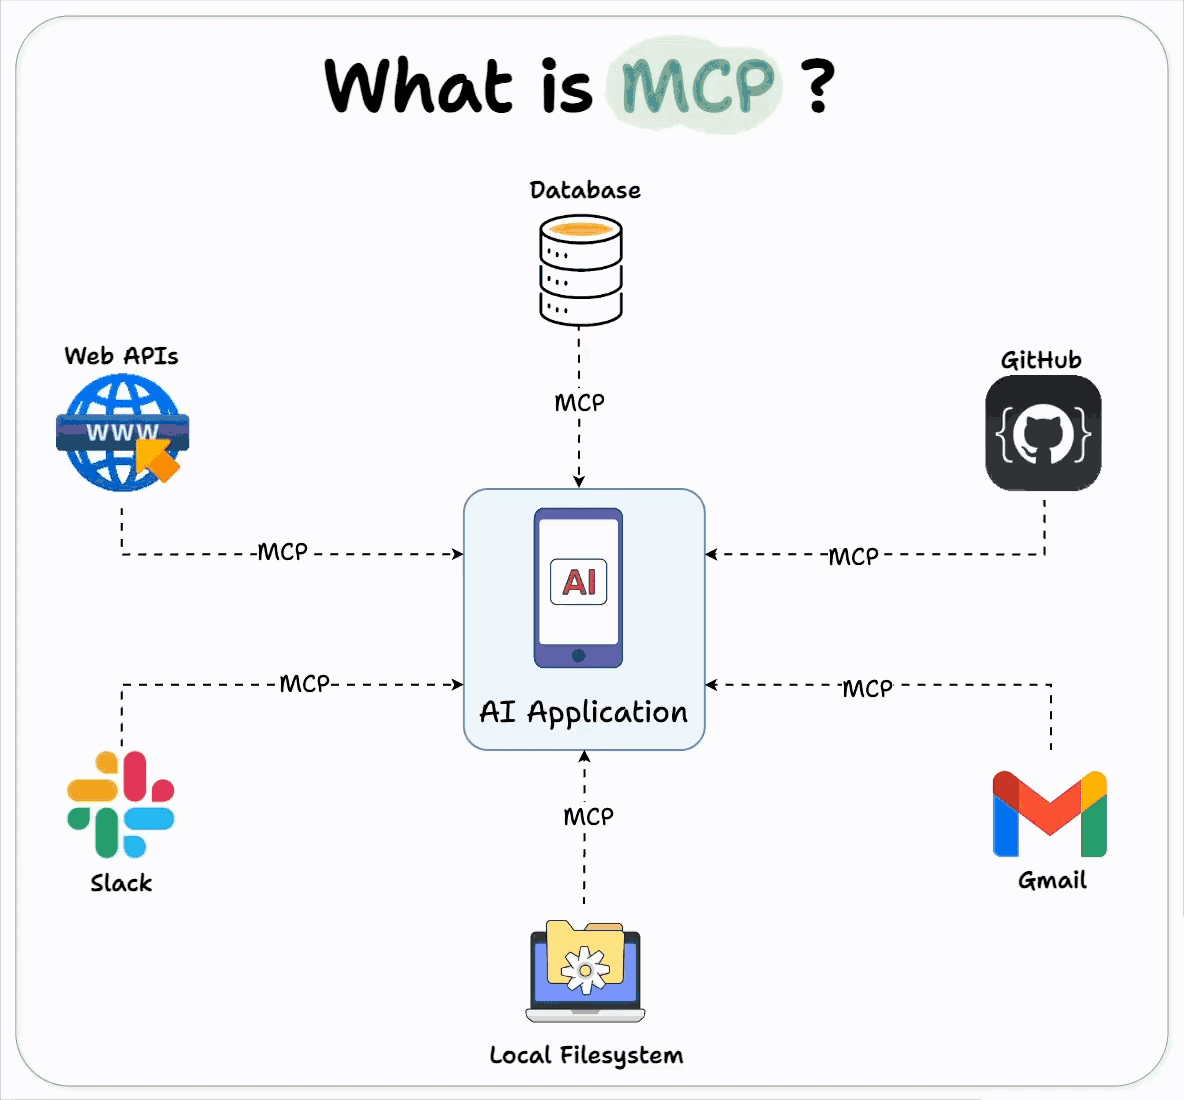 What is MCP ?
Database
MCP
Web APIs
WWW
GitHub
{ }
MCP
MCP
AI
AI Application
MCP
MCP
Slack
MCP
Gmail
Local Filesystem